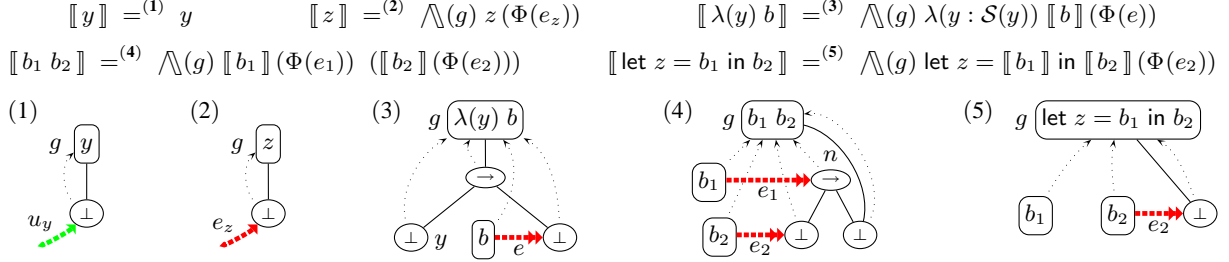 ⟦ y ⟧ =⁽¹⁾ y ⟦ z ⟧ =⁽²⁾ /\\(g) z (Φ(e_z)) ⟦ λ(y) b ⟧ =⁽³⁾ /\\(g) λ(y : 𝒮(y)) ⟦ b ⟧ (Φ(e))
⟦ b₁ b₂ ⟧ =⁽⁴⁾ /\\(g) ⟦ b₁ ⟧ (Φ(e₁)) (⟦ b₂ ⟧ (Φ(e₂))) ⟦ let z = b₁ in b₂ ⟧ =⁽⁵⁾ /\\(g) let z = ⟦ b₁ ⟧ in ⟦ b₂ ⟧ (Φ(e₂))
(1) (2) (3) (4) (5)
g y g z g λ(y) b g b₁ b₂ g let z = b₁ in b₂
b₁ e₁ → n
→
u_y ⊥ e_z ⊥ ⊥ y b e ⊥ b₂ e₂ ⊥ ⊥ b₁ b₂ e₂ ⊥